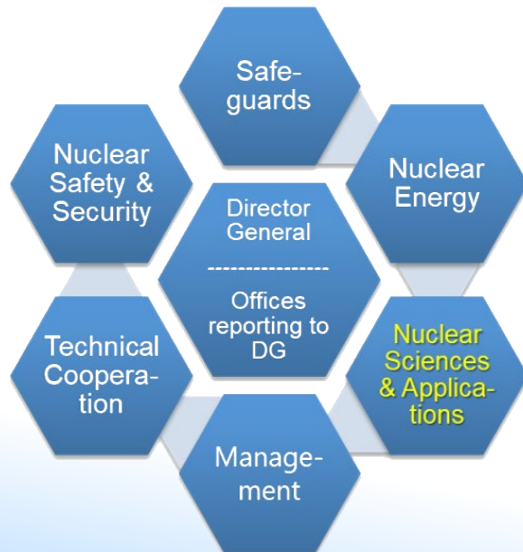 Safe-
guards
Nuclear
Safety &
Security
Nuclear
Energy
Director
General
----------------
Offices
reporting to
DG
Technical
Coopera-
tion
Nuclear
Sciences
& Applica-
tions
Manage-
ment